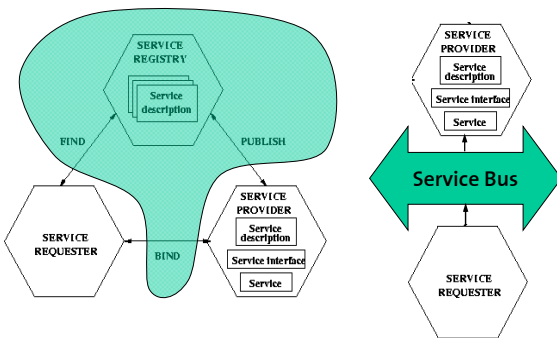 SERVICE
REGISTRY
Service
description
FIND
PUBLISH
SERVICE
REQUESTER
BIND
SERVICE
PROVIDER
Service
description
Service interface
Service
SERVICE
PROVIDER
Service
description
Service interface
Service
Service Bus
SERVICE
REQUESTER